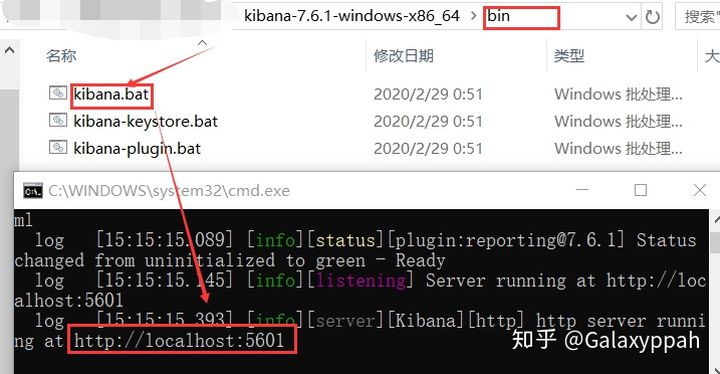 kibana-7.6.1-windows-x86_64 > bin
搜索"
名称 修改日期 类型 大
kibana.bat 2020/2/29 0:51 Windows 批处理...
kibana-keystore.bat 2020/2/29 0:51 Windows 批处理...
kibana-plugin.bat 2020/2/29 0:51 Windows 批处理...
C:\WINDOWS\system32\cmd.exe
ml
log [15:15:15.089] [info][status][plugin:reporting@7.6.1] Status
changed from uninitialized to green - Ready
log [15:15:15.145] [info][listening] Server running at http://loc
alhost:5601
log [15:15:15.393] [info][server][Kibana][http] http server runni
ng at http://localhost:5601
知乎 @Galaxyppah